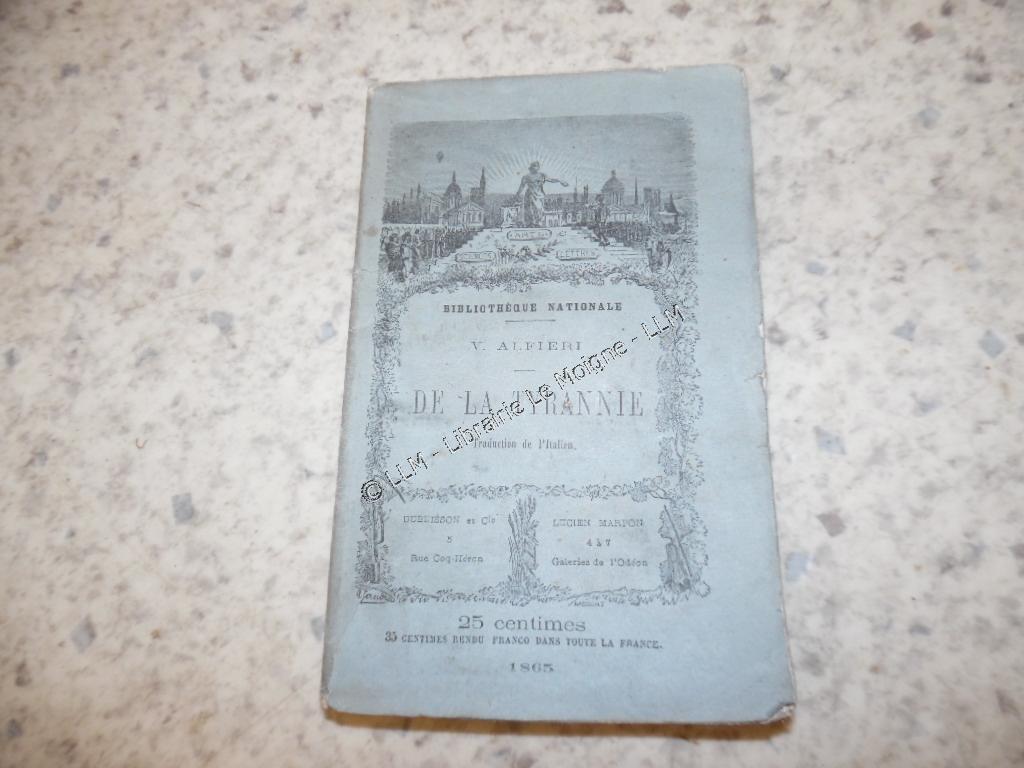 ARTS
LETTRES
BIBLIOTHÈQUE NATIONALE
V. ALFIERI
DE LA TYRANNIE
Traduction de l'Italien.
© LLM - Librairie Le Moigne - LLM
DUBUISSON et Cie
5
Rue Coq-Héron
LUCIEN MARPON
4 à 7
Galeries de l'Odéon
25 centimes
35 CENTIMES RENDU FRANCO DANS TOUTE LA FRANCE.
1865